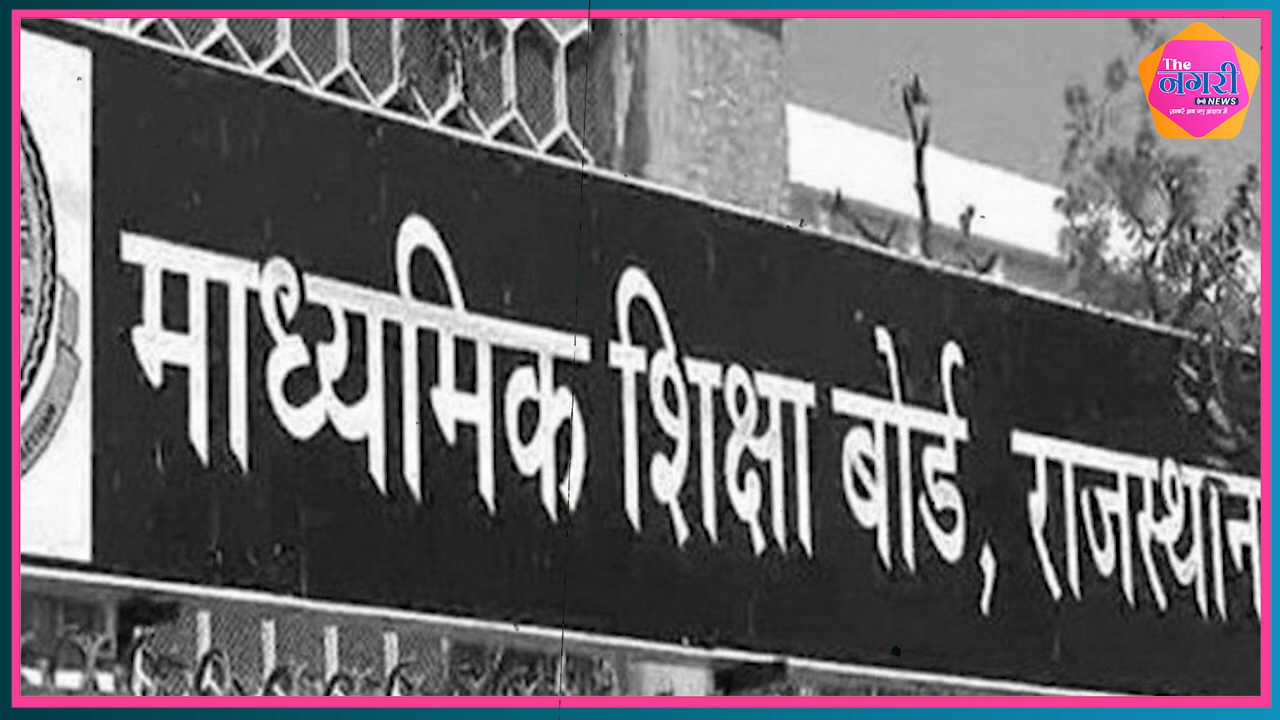 The
नगरी
NEWS
माध्यमिक शिक्षा बोर्ड, राजस्थान